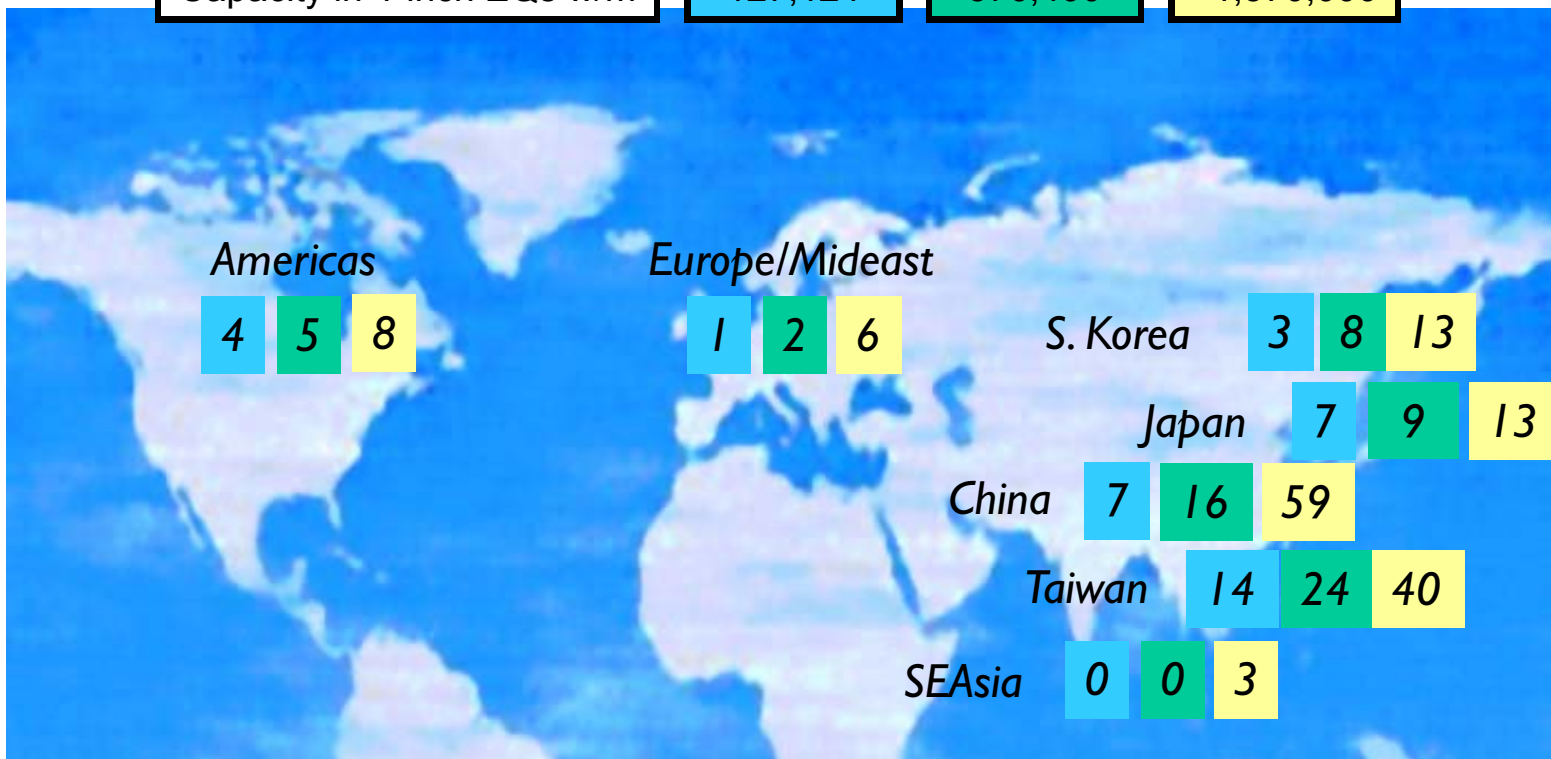 Americas
4 5 8
Europe/Mideast
1 2 6
S. Korea 3 8 13
Japan 7 9 13
China 7 16 59
Taiwan 14 24 40
SEAsia 0 0 3